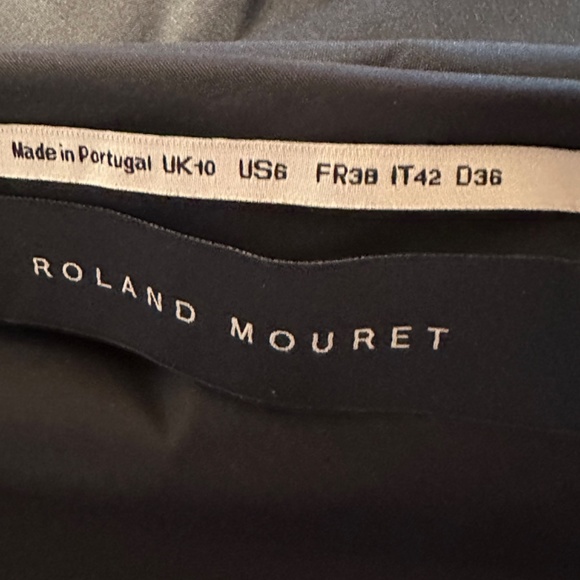 Made in Portugal UK10 US6 FR38 IT42 D36
ROLAND MOURET